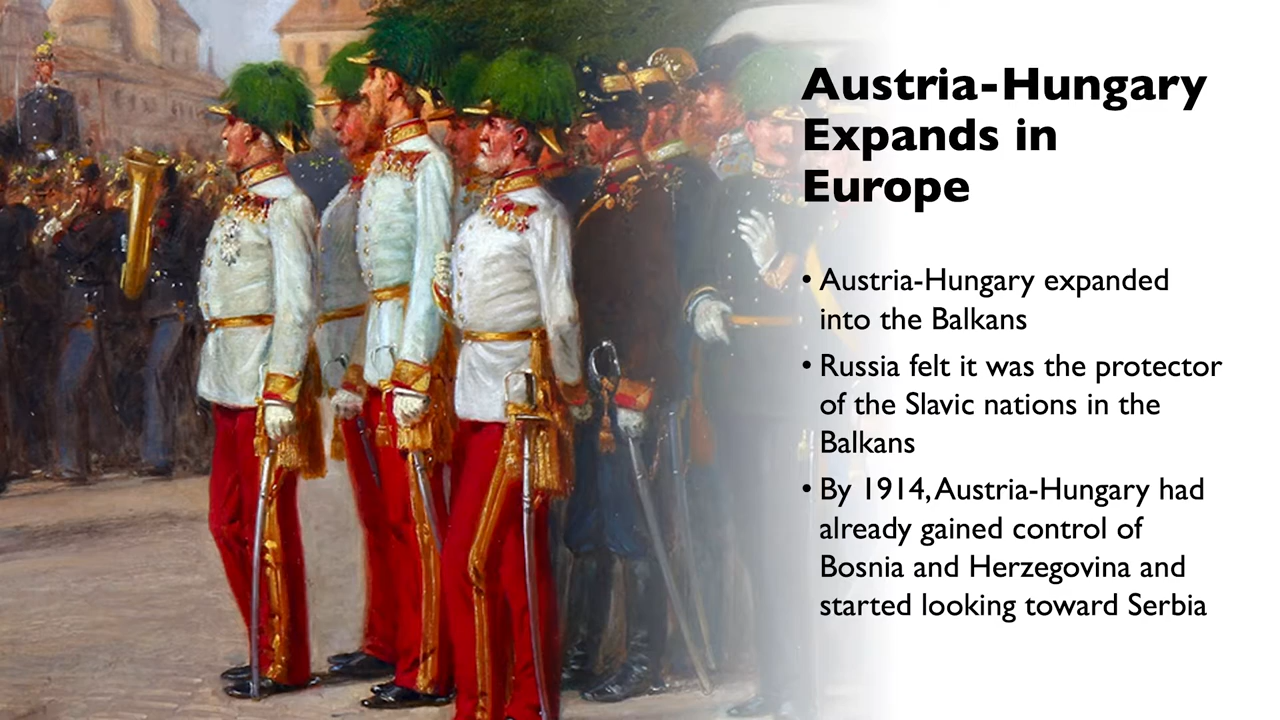 Austria-Hungary
Expands in
Europe
• Austria-Hungary expanded
into the Balkans
• Russia felt it was the protector
of the Slavic nations in the
Balkans
• By 1914, Austria-Hungary had
already gained control of
Bosnia and Herzegovina and
started looking toward Serbia